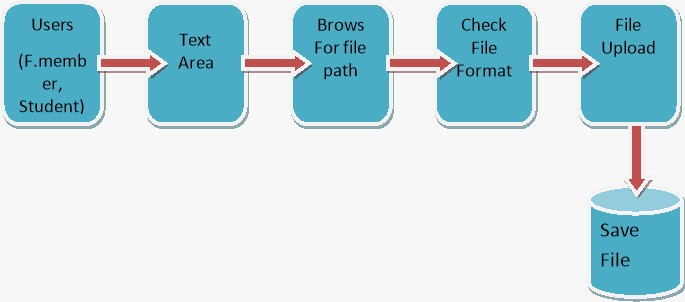 Users
(F.memb
er,
Student)
Text
Area
Brows
For file
path
Check
File
Format
File
Upload
Save
File